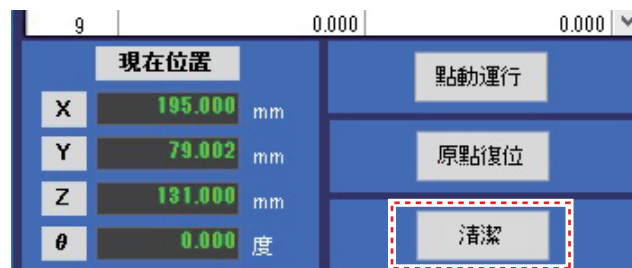 9 0.000 0.000
現在位置
X 195.000 mm
Y 79.002 mm
Z 131.000 mm
θ 0.000 度
點動運行
原點復位
清潔